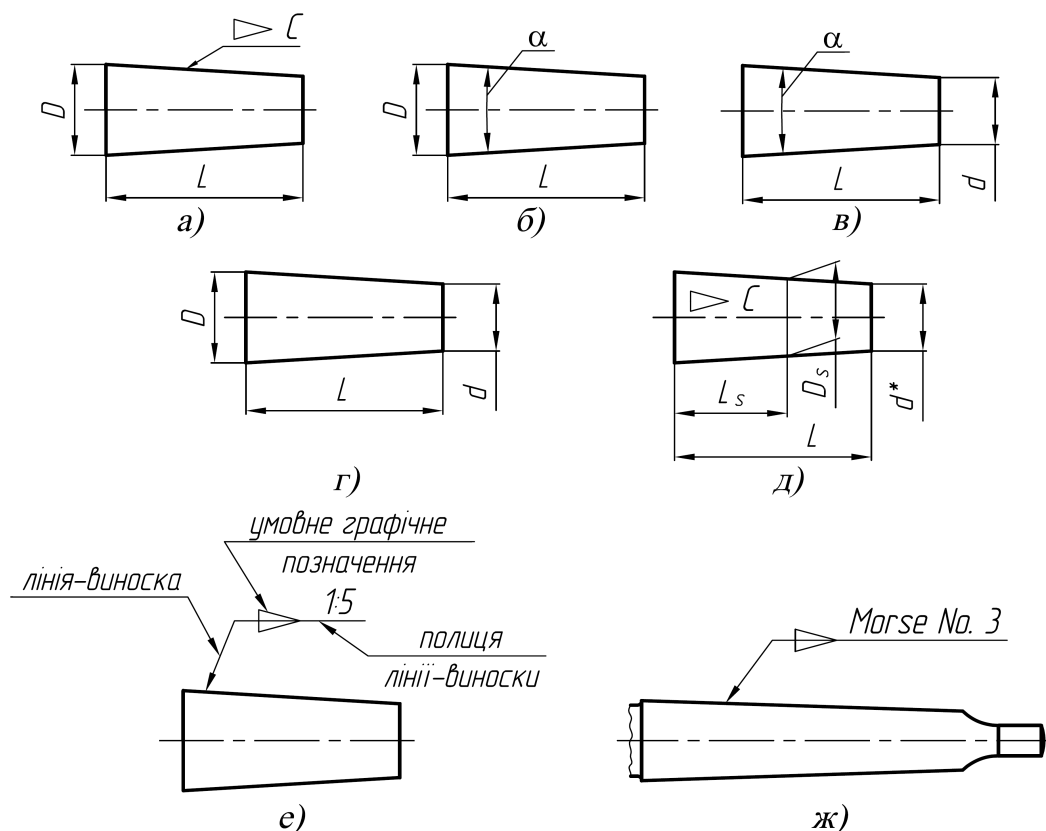 C
D
L
а)
α
D
L
б)
α
L
d
в)
D
L
d
г)
C
Ls
Ds
L
d*
д)
умовне графічне
позначення
лінія-виноска
1:5
полиця
лінії-виноски
е)
Morse No. 3
ж)